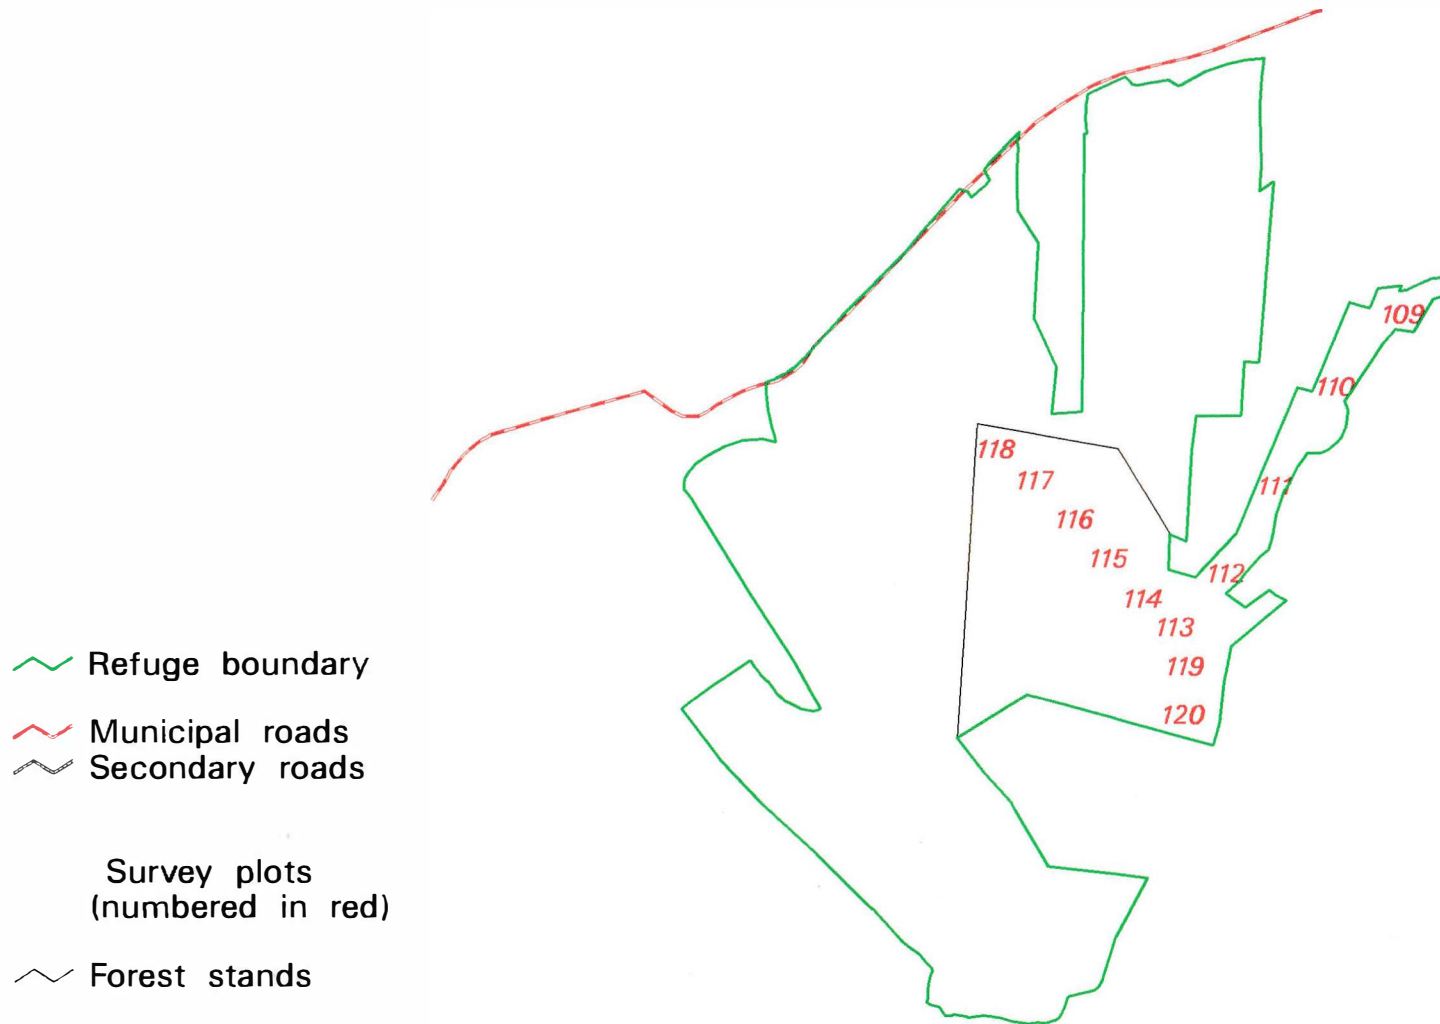 109
110
118
117
111
116
115
112
114
113
119
120
Refuge boundary
Municipal roads
Secondary roads
Survey plots
(numbered in red)
Forest stands